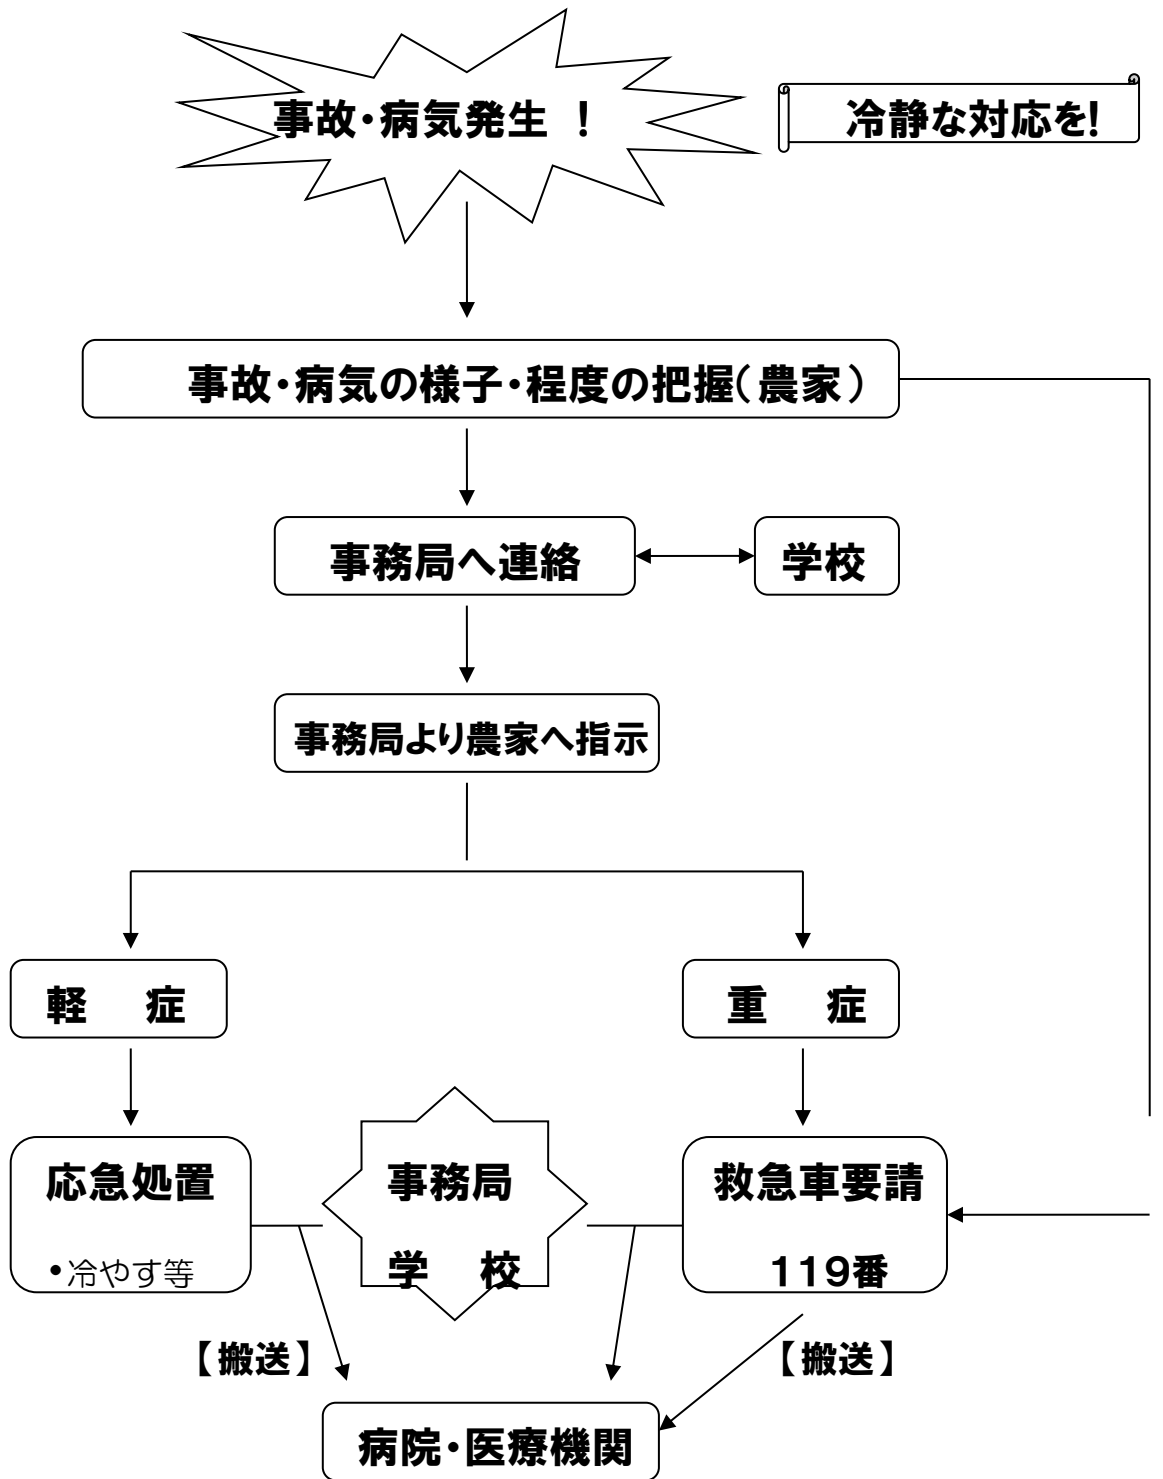 事故・病気発生 !
冷静な対応を!
事故・病気の様子・程度の把握(農家)
事務局へ連絡
学校
事務局より農家へ指示
軽 症
重 症
応急処置
・冷やす等
事務局
学 校
救急車要請
119番
【搬送】
【搬送】
病院・医療機関